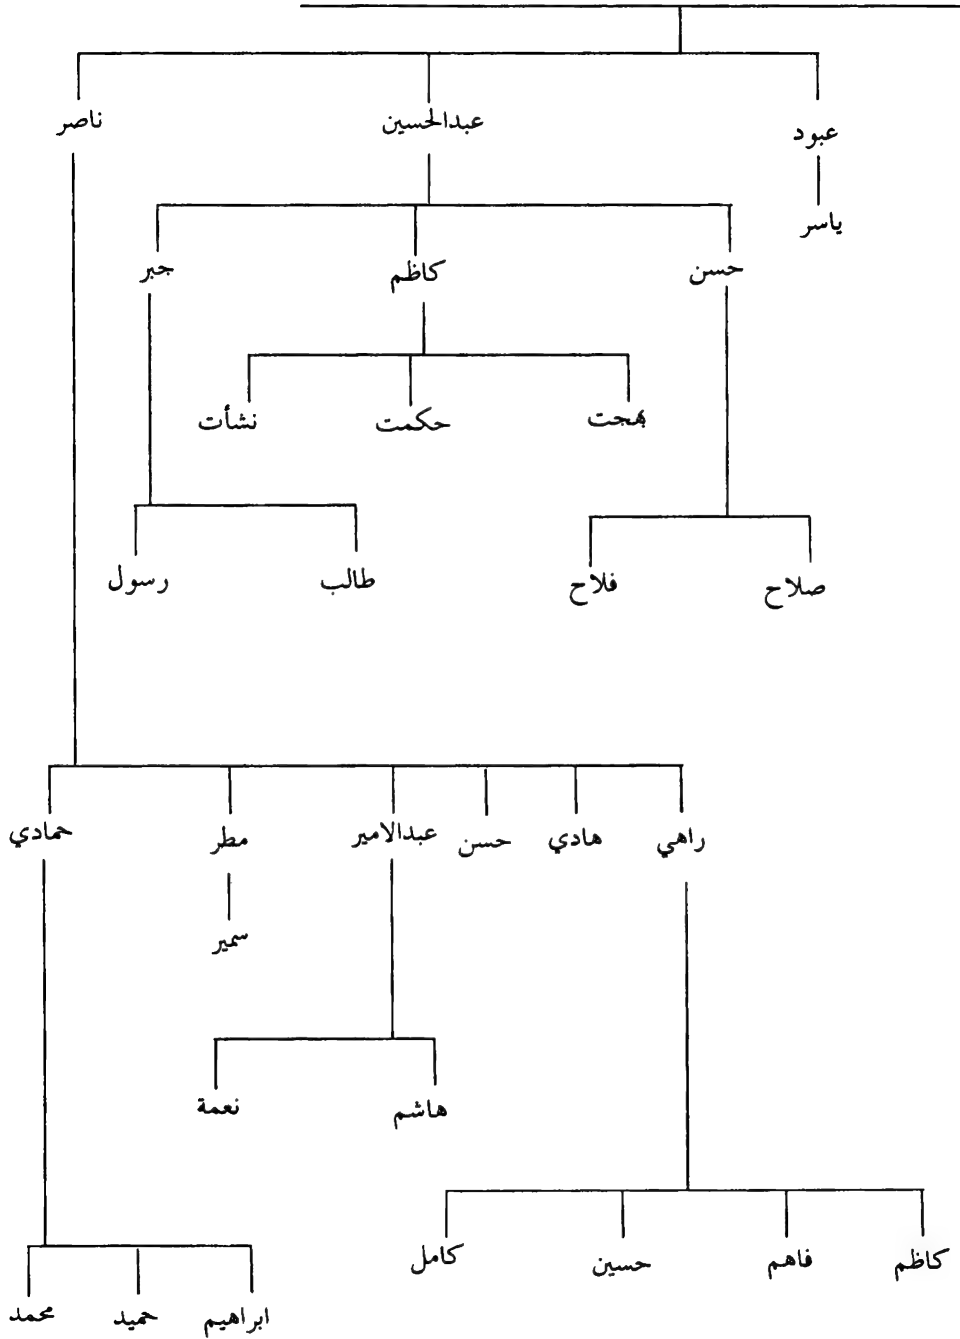 عبود عبدالحسين ناصر
ياسر
حسن كاظم جبر
بهجت حكمت نشأت
صلاح فلاح طالب رسول
راهي هادي حسن عبدالامير مطر حمادي
سمير
هاشم نعمة
كاظم فاهم حسين كامل
ابراهيم حميد محمد